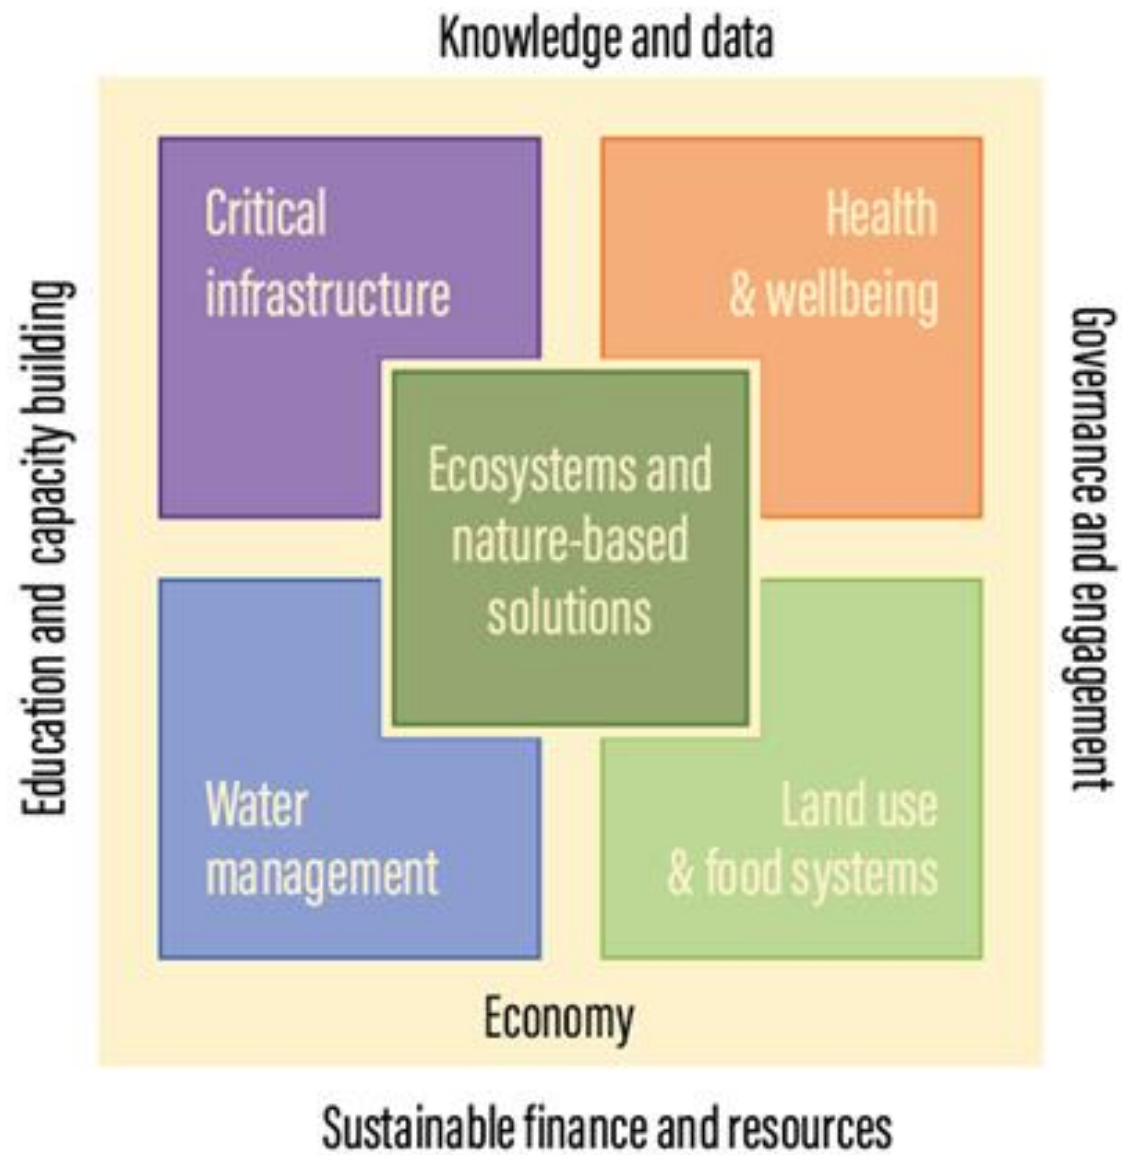 Knowledge and data
Critical
infrastructure
Health
& wellbeing
Education and capacity building
Governance and engagement
Ecosystems and
nature-based
solutions
Water
management
Land use
& food systems
Economy
Sustainable finance and resources